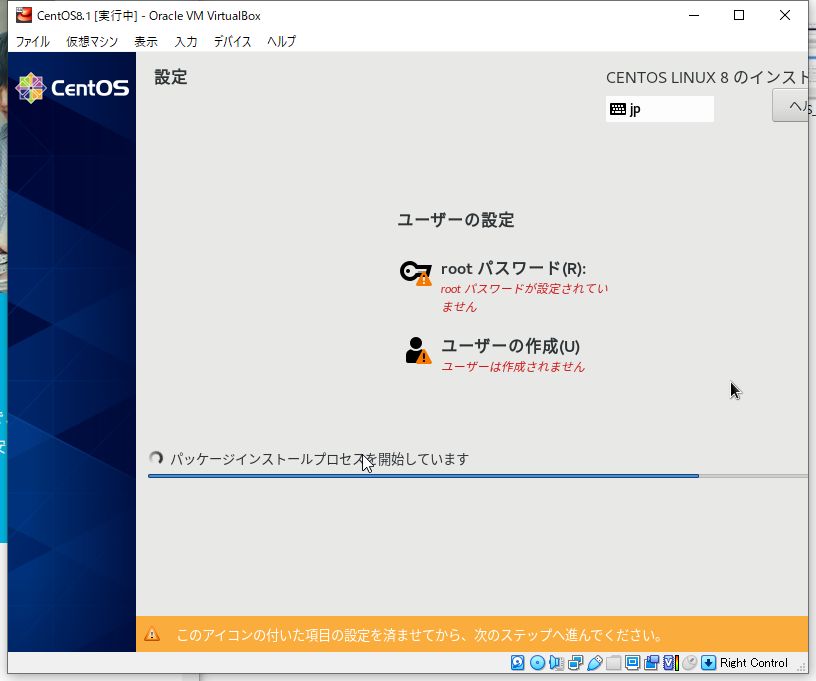 CentOS8.1 [実行中] - Oracle VM VirtualBox
ファイル 仮想マシン 表示 入力 デバイス ヘルプ
CentOS
設定
CENTOS LINUX 8 のインスト
jp
ヘル
ユーザーの設定
root パスワード(R):
root パスワードが設定されてい
ません
ユーザーの作成(U)
ユーザーは作成されません
パッケージインストールプロセスを開始しています
このアイコンの付いた項目の設定を済ませてから、次のステップへ進んでください。
Right Control